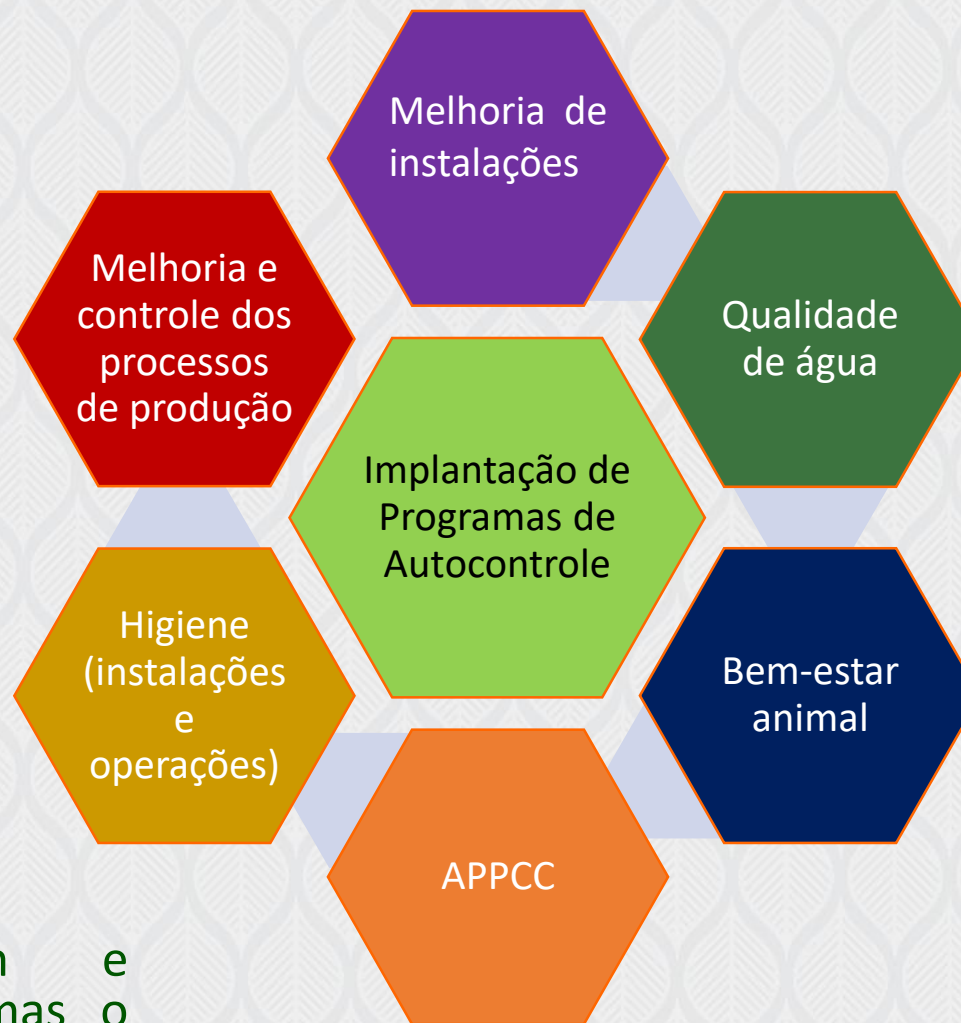 Melhoria de
instalações
Melhoria e
controle dos
processos
de produção
Qualidade
de água
Implantação de
Programas de
Autocontrole
Higiene
(instalações
e
operações)
Bem-estar
animal
APPCC
e
o